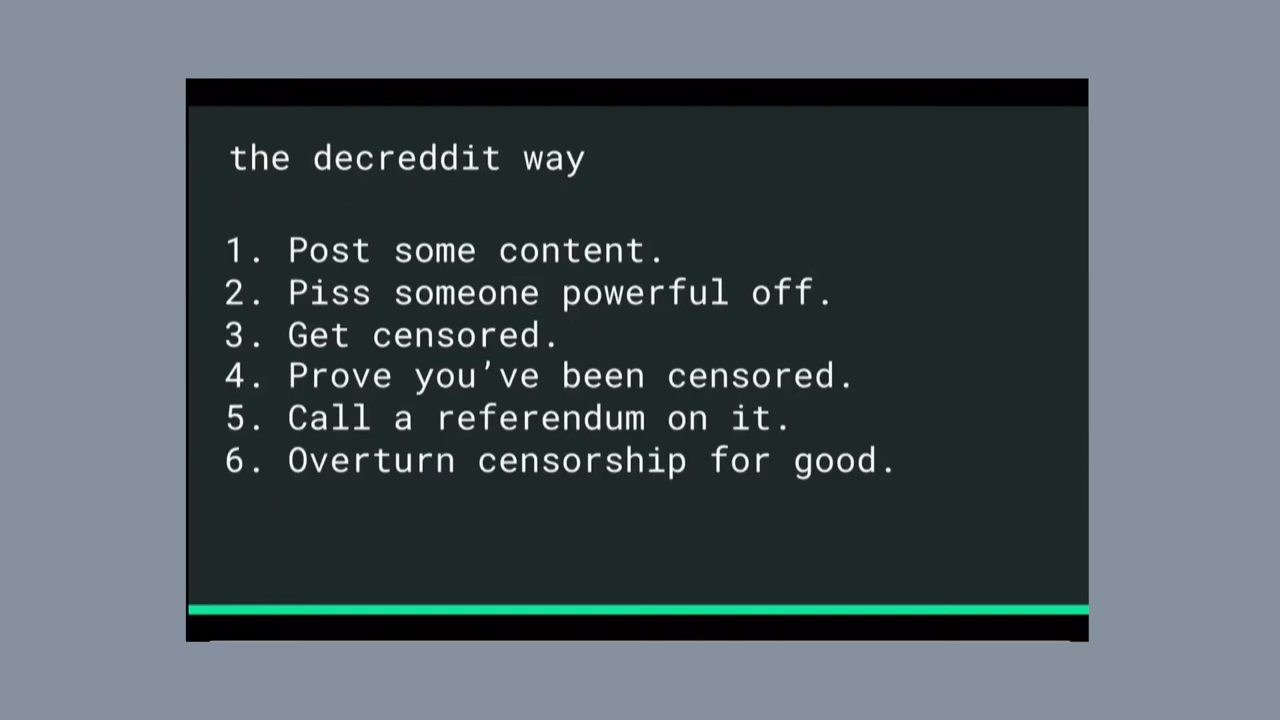 the decreddit way
1. Post some content.
2. Piss someone powerful off.
3. Get censored.
4. Prove you’ve been censored.
5. Call a referendum on it.
6. Overturn censorship for good.